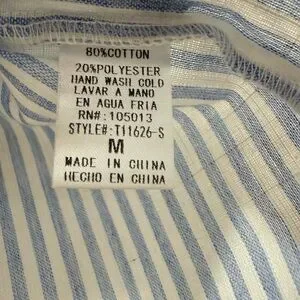 80%COTTON
20%POLYESTER
HAND WASH COLD
LAVAR A MANO
EN AGUA FRIA
RN#:105013
STYLE#:T11626-S
M
MADE IN CHINA
HECHO EN CHINA